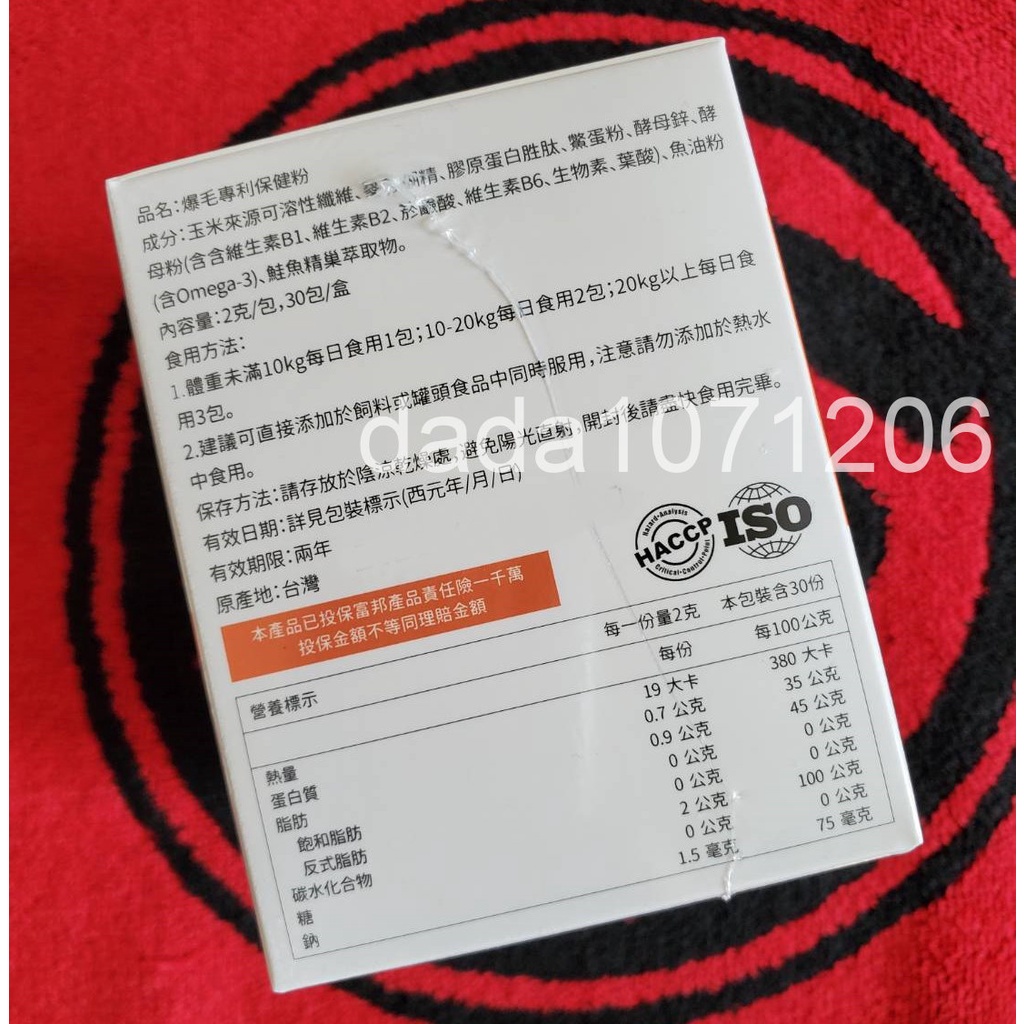 品名：爆毛專利保健粉
成分：玉米來源可溶性纖維、麥芽糊精、膠原蛋白胜肽、鱉蛋粉、酵母鋅、酵
母粉(含含維生素B1、維生素B2、菸鹼酸、維生素B6、生物素、葉酸)、魚油粉
(含Omega-3)、鮭魚精巢萃取物。
內容量：2克/包，30包/盒
食用方法：
1.體重未滿10kg每日食用1包；10-20kg每日食用2包；20kg以上每日食
用3包。
2.建議可直接添加於飼料或罐頭食品中同時服用，注意請勿添加於熱水
中食用。
保存方法：請存放於陰涼乾燥處，避免陽光直射，開封後請盡快食用完畢。
有效日期：詳見包裝標示(西元年/月/日)
有效期限：兩年
原產地：台灣
dada1071206
Hazard·Analysis
HACCP
Critical·Control·Point
ISO
本產品已投保富邦產品責任險一千萬
投保金額不等同理賠金額
營養標示
每一份量2克 本包裝含30份
每份 每100公克
熱量 19 大卡 380 大卡
蛋白質 0.7 公克 35 公克
脂肪 0.9 公克 45 公克
飽和脂肪 0 公克 0 公克
反式脂肪 0 公克 0 公克
碳水化合物 2 公克 100 公克
糖 0 公克 0 公克
鈉 1.5 毫克 75 毫克